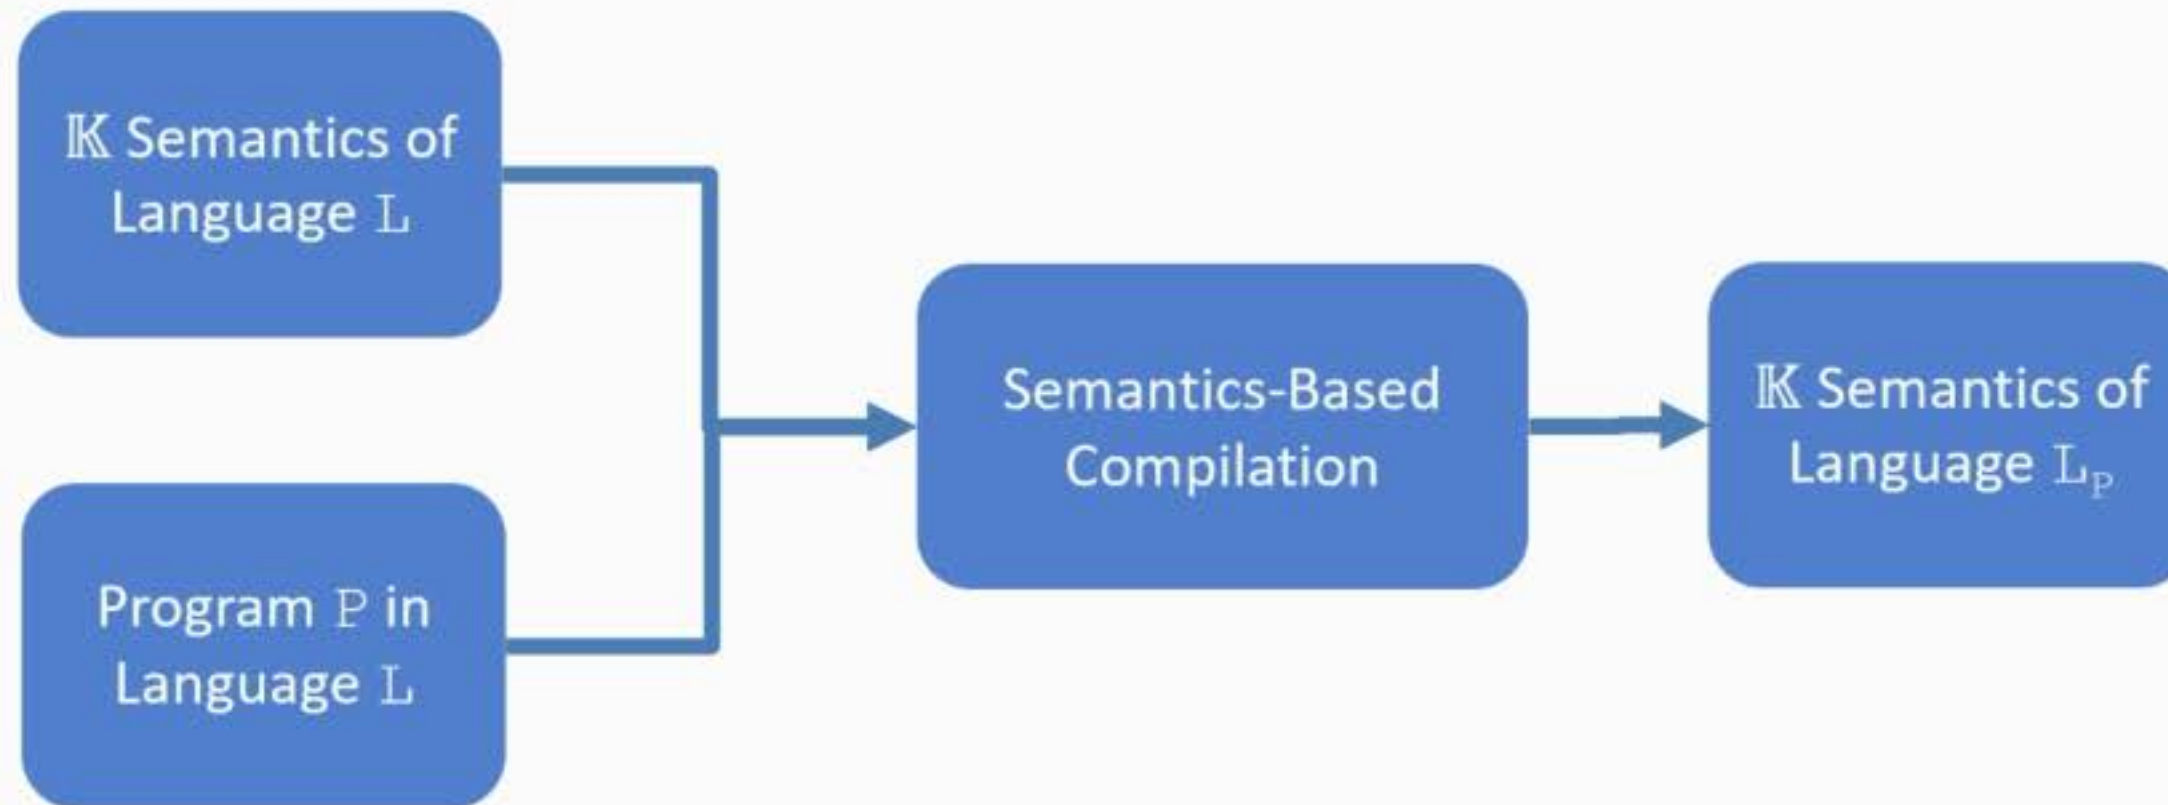 𝕂 Semantics of
Language L
Program P in
Language L
Semantics-Based
Compilation
𝕂 Semantics of
Language Lₚ